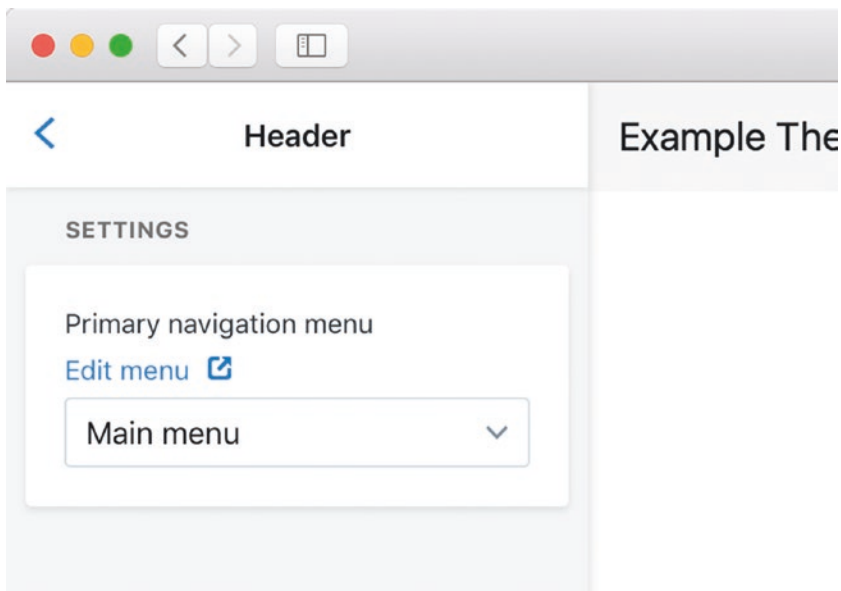 Header
Example The
SETTINGS
Primary navigation menu
Edit menu
Main menu